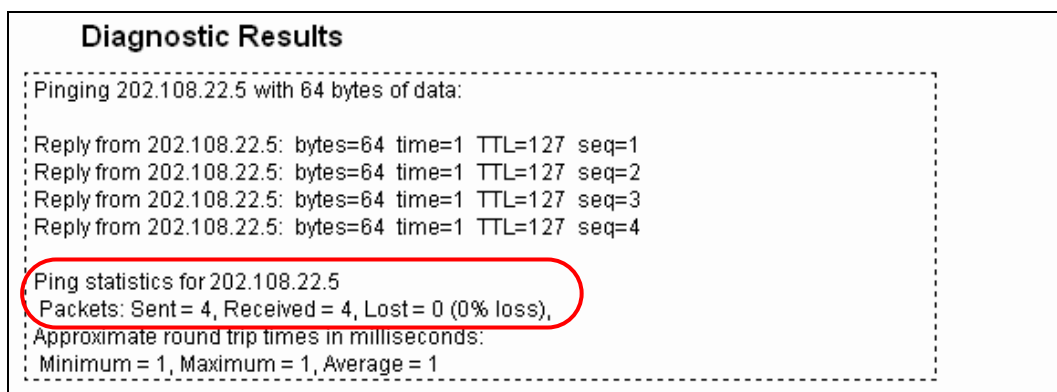 Diagnostic Results
Pinging 202.108.22.5 with 64 bytes of data:
Reply from 202.108.22.5: bytes=64 time=1 TTL=127 seq=1
Reply from 202.108.22.5: bytes=64 time=1 TTL=127 seq=2
Reply from 202.108.22.5: bytes=64 time=1 TTL=127 seq=3
Reply from 202.108.22.5: bytes=64 time=1 TTL=127 seq=4
Ping statistics for 202.108.22.5
Packets: Sent = 4, Received = 4, Lost = 0 (0% loss),
Approximate round trip times in milliseconds:
Minimum = 1, Maximum = 1, Average = 1